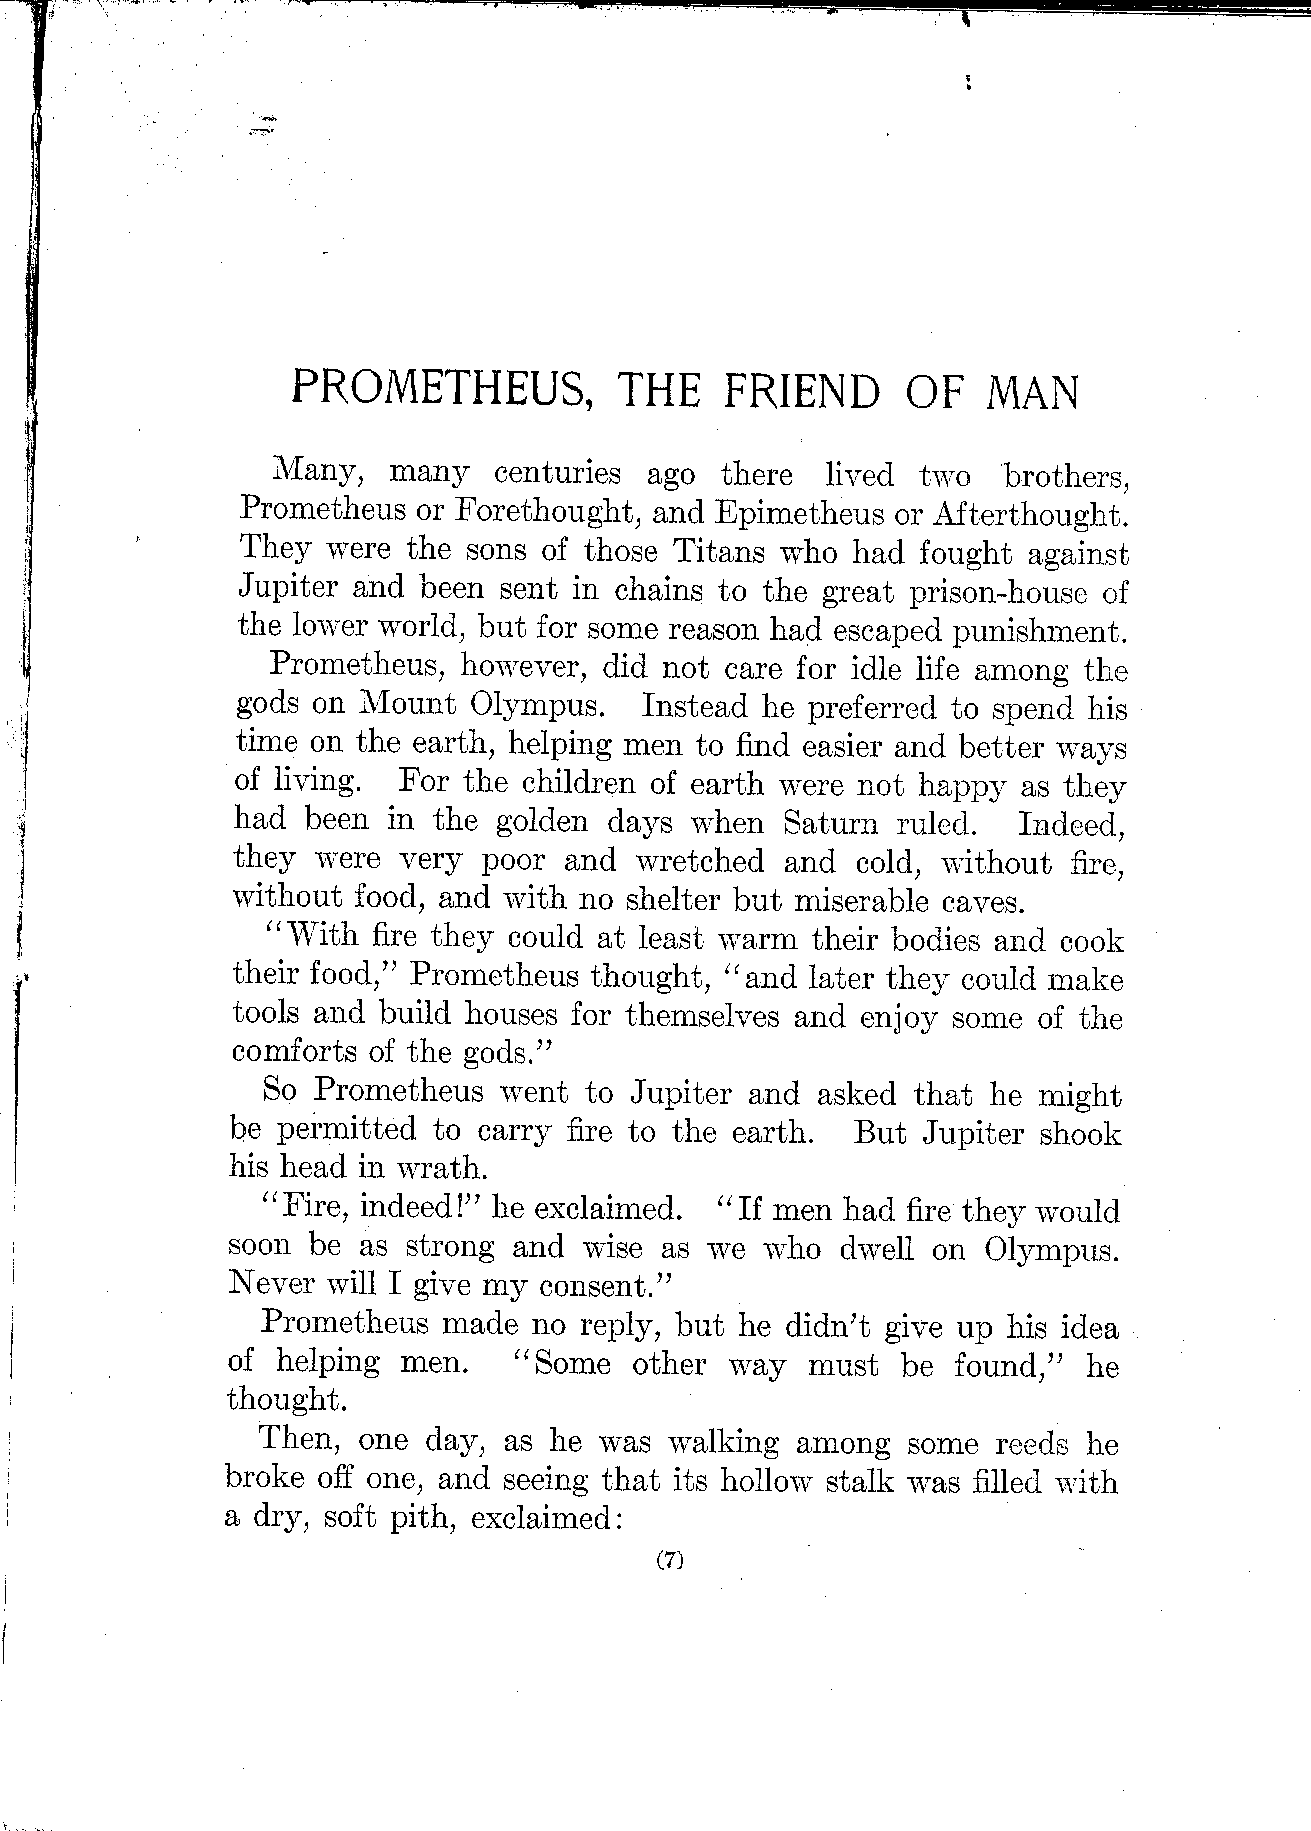 PROMETHEUS, THE FRIEND OF MAN
Many, many centuries ago there lived two brothers,
Prometheus or Forethought, and Epimetheus or Afterthought.
They were the sons of those Titans who had fought against
Jupiter and been sent in chains to the great prison-house of
the lower world, but for some reason had escaped punishment.
Prometheus, however, did not care for idle life among the
gods on Mount Olympus. Instead he preferred to spend his
time on the earth, helping men to find easier and better ways
of living. For the children of earth were not happy as they
had been in the golden days when Saturn ruled. Indeed,
they were very poor and wretched and cold, without fire,
without food, and with no shelter but miserable caves.
"With fire they could at least warm their bodies and cook
their food," Prometheus thought, "and later they could make
tools and build houses for themselves and enjoy some of the
comforts of the gods."
So Prometheus went to Jupiter and asked that he might
be permitted to carry fire to the earth. But Jupiter shook
his head in wrath.
"Fire, indeed!" he exclaimed. "If men had fire they would
soon be as strong and wise as we who dwell on Olympus.
Never will I give my consent."
Prometheus made no reply, but he didn't give up his idea
of helping men. "Some other way must be found," he
thought.
Then, one day, as he was walking among some reeds he
broke off one, and seeing that its hollow stalk was filled with
a dry, soft pith, exclaimed:
(7)